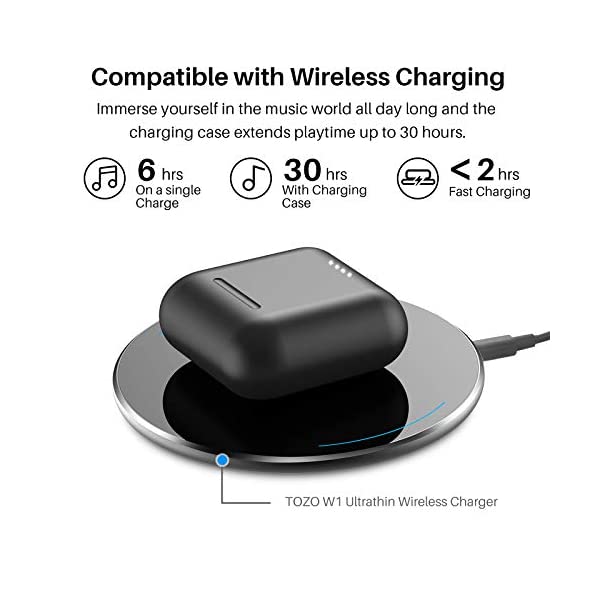 Compatible with Wireless Charging
Immerse yourself in the music world all day long and the
charging case extends playtime up to 30 hours.
6 hrs
On a single
Charge
30 hrs
With Charging
Case
< 2 hrs
Fast Charging
TOZO W1 Ultrathin Wireless Charger